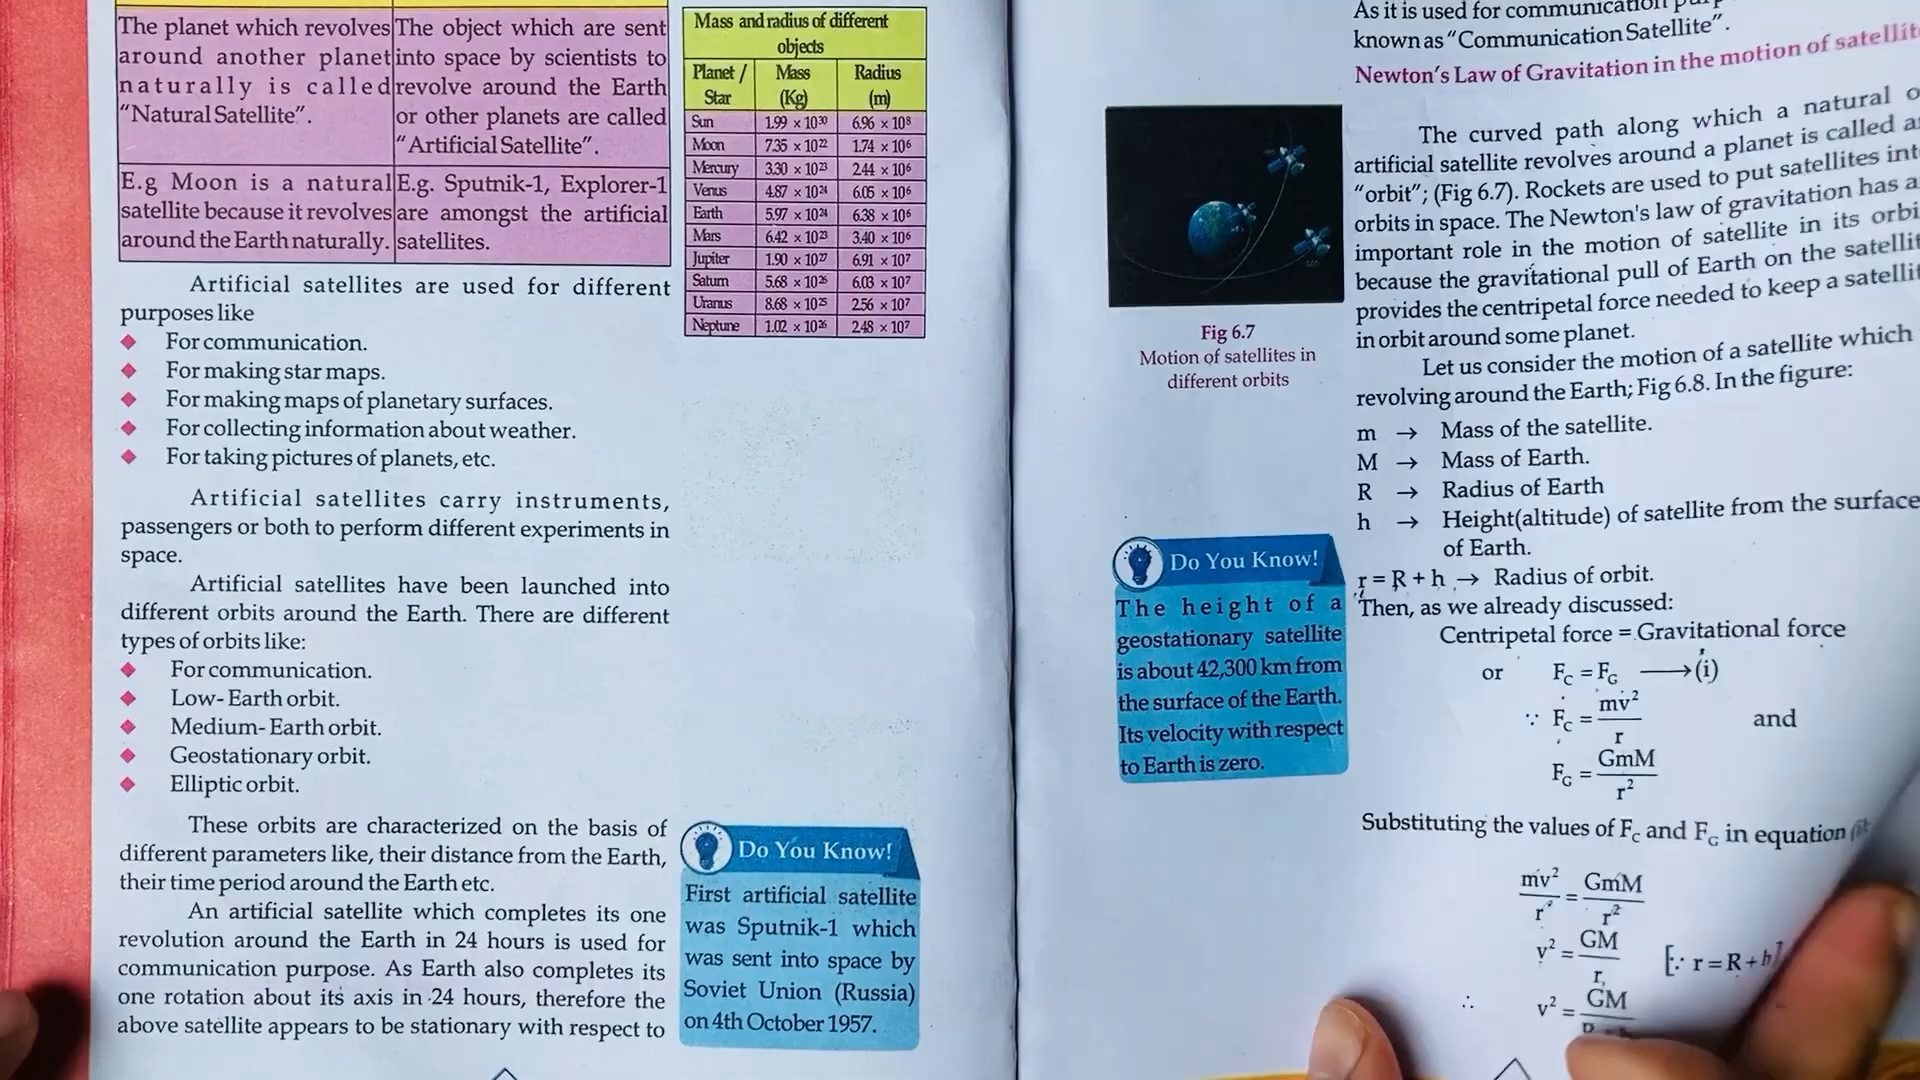 The planet which revolves
around another planet
naturally is called
"Natural Satellite".
The object which are sent
into space by scientists to
revolve around the Earth
or other planets are called
"Artificial Satellite".
E.g Moon is a natural
satellite because it revolves
around the Earth naturally.
E.g. Sputnik-1, Explorer-1
are amongst the artificial
satellites.
Artificial satellites are used for different
purposes like
For communication.
For making star maps.
For making maps of planetary surfaces.
For collecting information about weather.
For taking pictures of planets, etc.
Artificial satellites carry instruments,
passengers or both to perform different experiments in
space.
Artificial satellites have been launched into
different orbits around the Earth. There are different
types of orbits like:
For communication.
Low- Earth orbit.
Medium- Earth orbit.
Geostationary orbit.
Elliptic orbit.
These orbits are characterized on the basis of
different parameters like, their distance from the Earth,
their time period around the Earth etc.
An artificial satellite which completes its one
revolution around the Earth in 24 hours is used for
communication purpose. As Earth also completes its
one rotation about its axis in 24 hours, therefore the
above satellite appears to be stationary with respect to
Mass and radius of different
objects
Planet / Star Mass (Kg) Radius (m)
Sun 1.99 × 10³⁰ 6.96 × 10⁸
Moon 7.35 × 10²² 1.74 × 10⁶
Mercury 3.30 × 10²³ 2.44 × 10⁶
Venus 4.87 × 10²⁴ 6.05 × 10⁶
Earth 5.97 × 10²⁴ 6.38 × 10⁶
Mars 6.42 × 10²³ 3.40 × 10⁶
Jupiter 1.90 × 10²⁷ 6.91 × 10⁷
Saturn 5.68 × 10²⁶ 6.03 × 10⁷
Uranus 8.68 × 10²⁵ 2.56 × 10⁷
Neptune 1.02 × 10²⁶ 2.48 × 10⁷
Do You Know!
First artificial satellite
was Sputnik-1 which
was sent into space by
Soviet Union (Russia)
on 4th October 1957.
As it is used for communication
known as "Communication Satellite".
Newton's Law of Gravitation in the motion of
The curved path along which a natural
artificial satellite revolves around a planet is called
"orbit"; (Fig 6.7). Rockets are used to put satellites
orbits in space. The Newton's law of gravitation has
important role in the motion of satellite in its
because the gravitational pull of Earth on the
provides the centripetal force needed to keep a
in orbit around some planet.
Let us consider the motion of a satellite which
revolving around the Earth; Fig 6.8. In the figure:
m → Mass of the satellite.
M → Mass of Earth.
R → Radius of Earth
h → Height(altitude) of satellite from the surface
of Earth.
r = R + h → Radius of orbit.
Then, as we already discussed:
Centripetal force = Gravitational force
or F_C = F_G ⟶ (i)
∵ F_C = mv²/r and
F_G = GmM/r²
Substituting the values of F_C and F_G in equation
mv²/r = GmM/r²
v² = GM/r [∵ r = R + h]
∴ v² = GM
Fig 6.7
Motion of satellites in
different orbits
Do You Know!
The height of a
geostationary satellite
is about 42,300 km from
the surface of the Earth.
Its velocity with respect
to Earth is zero.